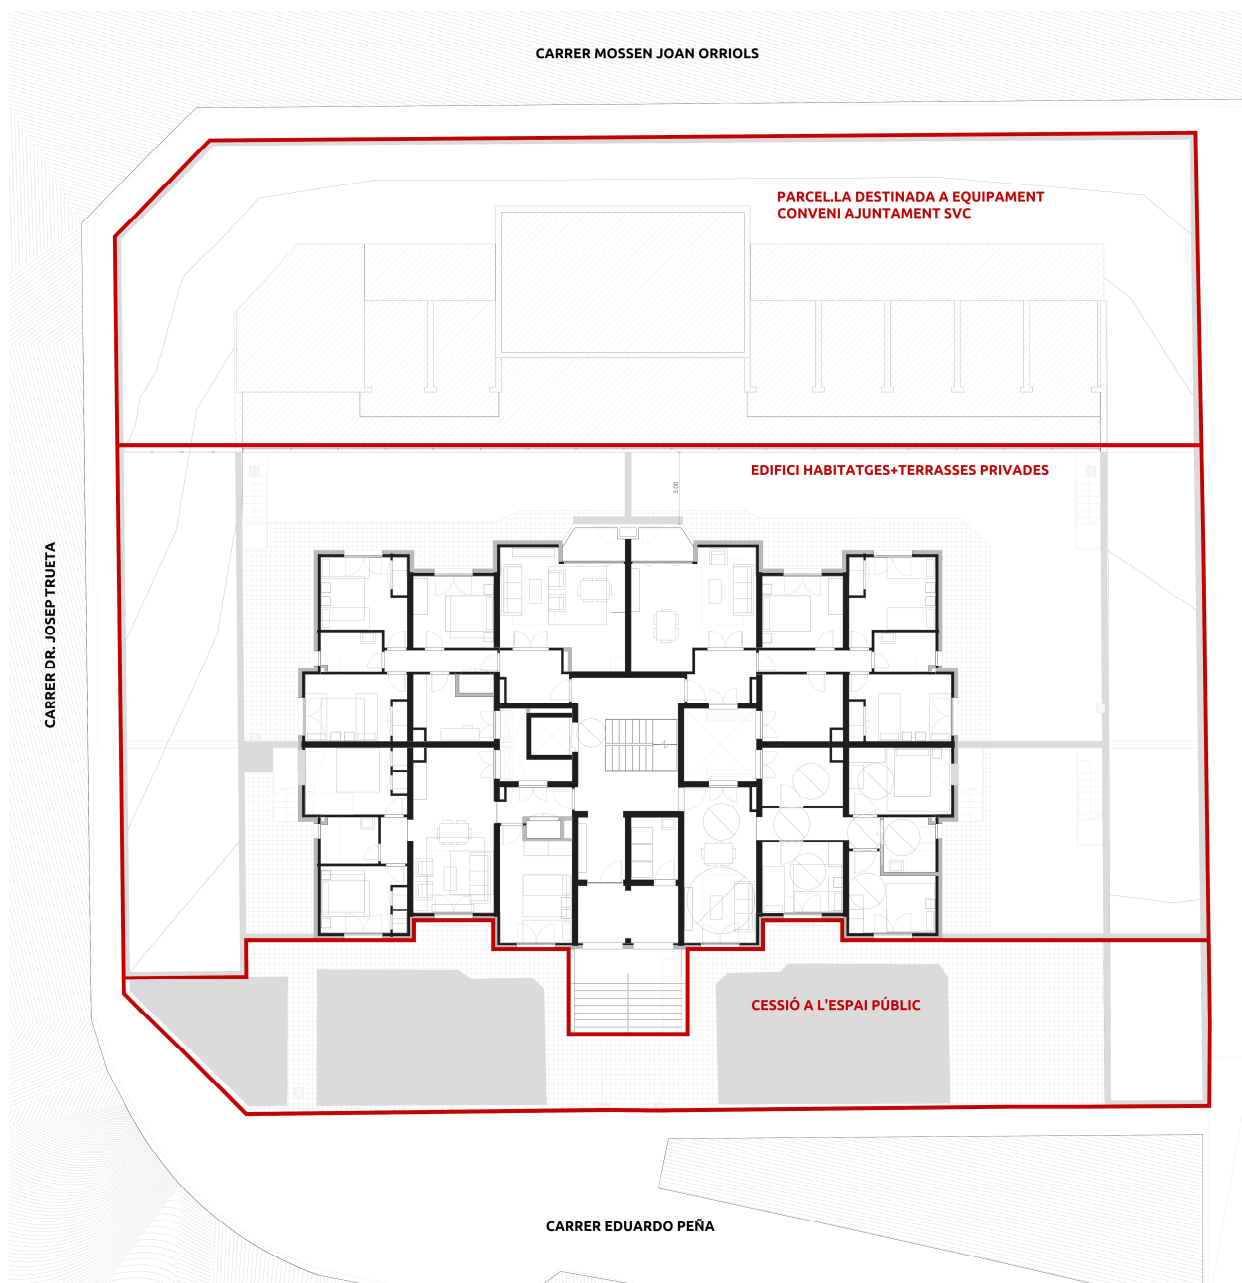 CARRER MOSSEN JOAN ORRIOLS
PARCEL.LA DESTINADA A EQUIPAMENT
CONVENI AJUNTAMENT SVC
EDIFICI HABITATGES+TERRASSES PRIVADES
3.00
CARRER DR. JOSEP TRUETA
CESSIÓ A L'ESPAI PÚBLIC
CARRER EDUARDO PEÑA